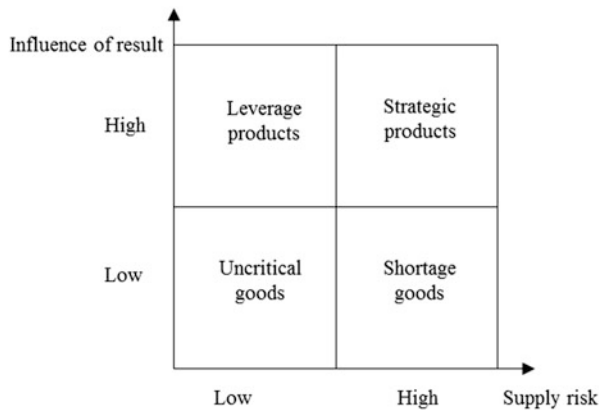 Influence of result
High
Leverage
products
Strategic
products
Low
Uncritical
goods
Shortage
goods
Low
High
Supply risk